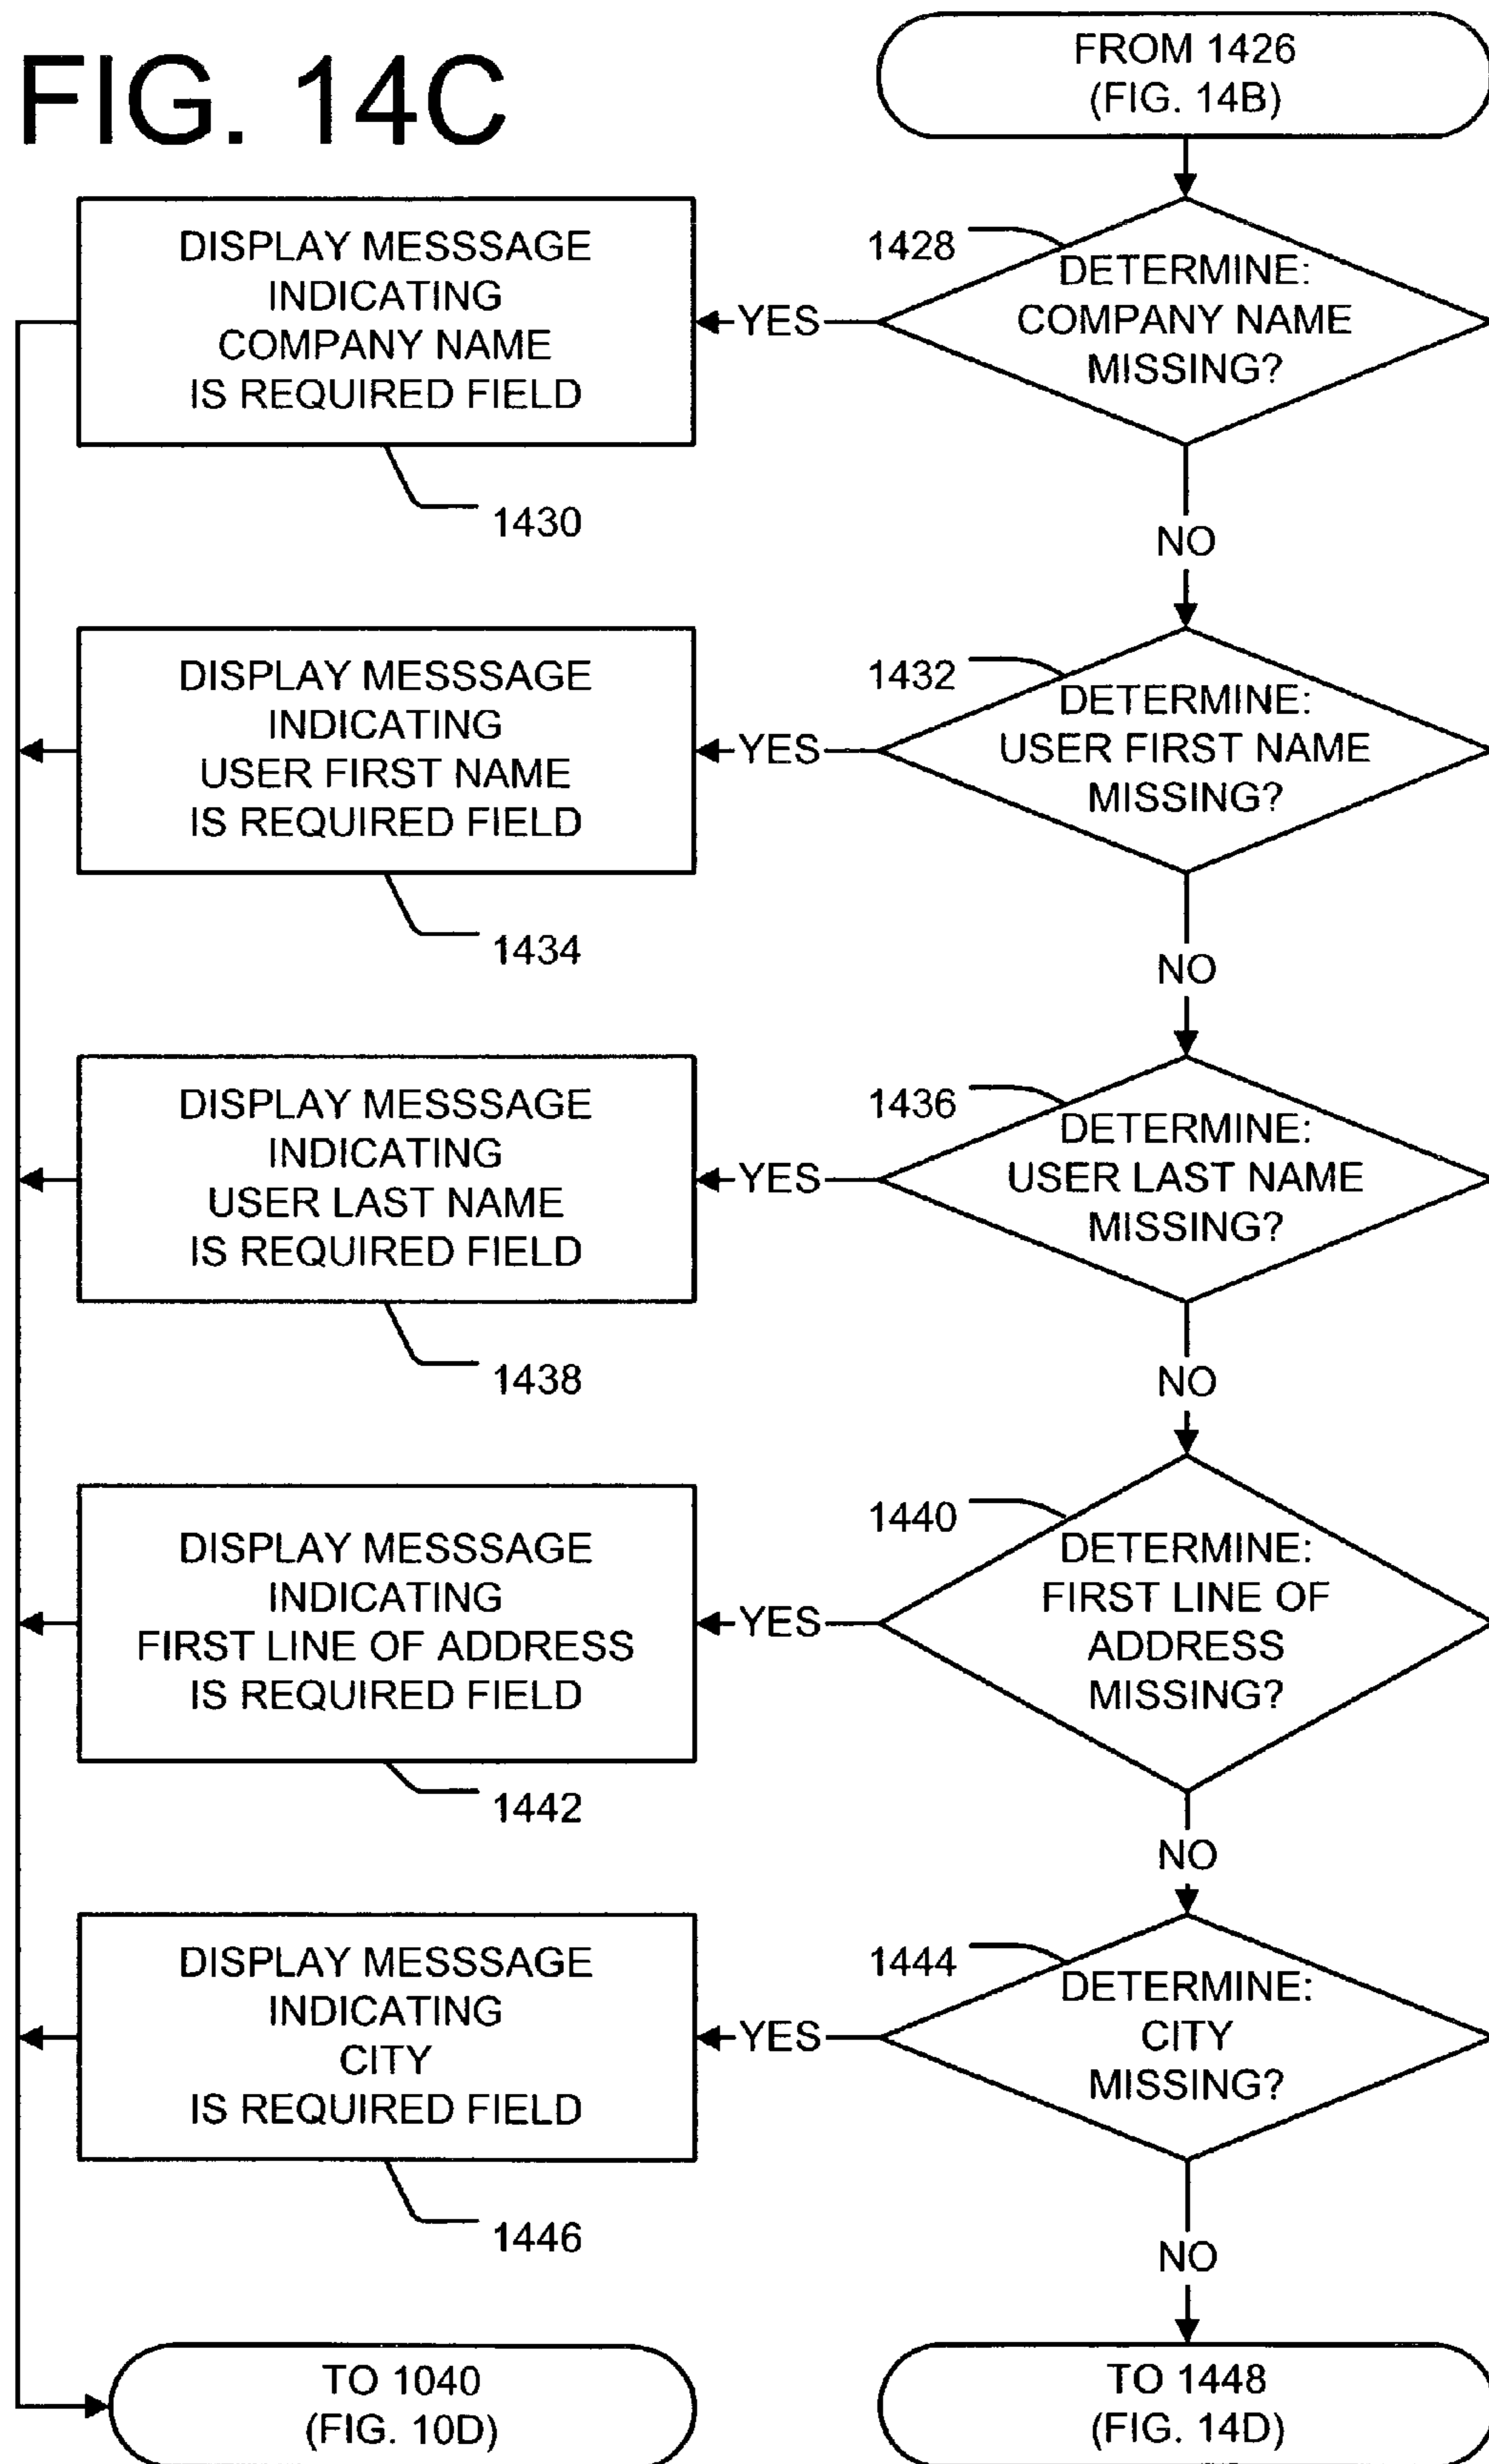 FIG. 14C
FROM 1426
(FIG. 14B)
1428
DETERMINE:
COMPANY NAME
MISSING?
YES
DISPLAY MESSSAGE
INDICATING
COMPANY NAME
IS REQUIRED FIELD
1430
NO
1432
DETERMINE:
USER FIRST NAME
MISSING?
YES
DISPLAY MESSSAGE
INDICATING
USER FIRST NAME
IS REQUIRED FIELD
1434
NO
1436
DETERMINE:
USER LAST NAME
MISSING?
YES
DISPLAY MESSSAGE
INDICATING
USER LAST NAME
IS REQUIRED FIELD
1438
NO
1440
DETERMINE:
FIRST LINE OF
ADDRESS
MISSING?
YES
DISPLAY MESSSAGE
INDICATING
FIRST LINE OF ADDRESS
IS REQUIRED FIELD
1442
NO
1444
DETERMINE:
CITY
MISSING?
YES
DISPLAY MESSSAGE
INDICATING
CITY
IS REQUIRED FIELD
1446
NO
TO 1040
(FIG. 10D)
TO 1448
(FIG. 14D)